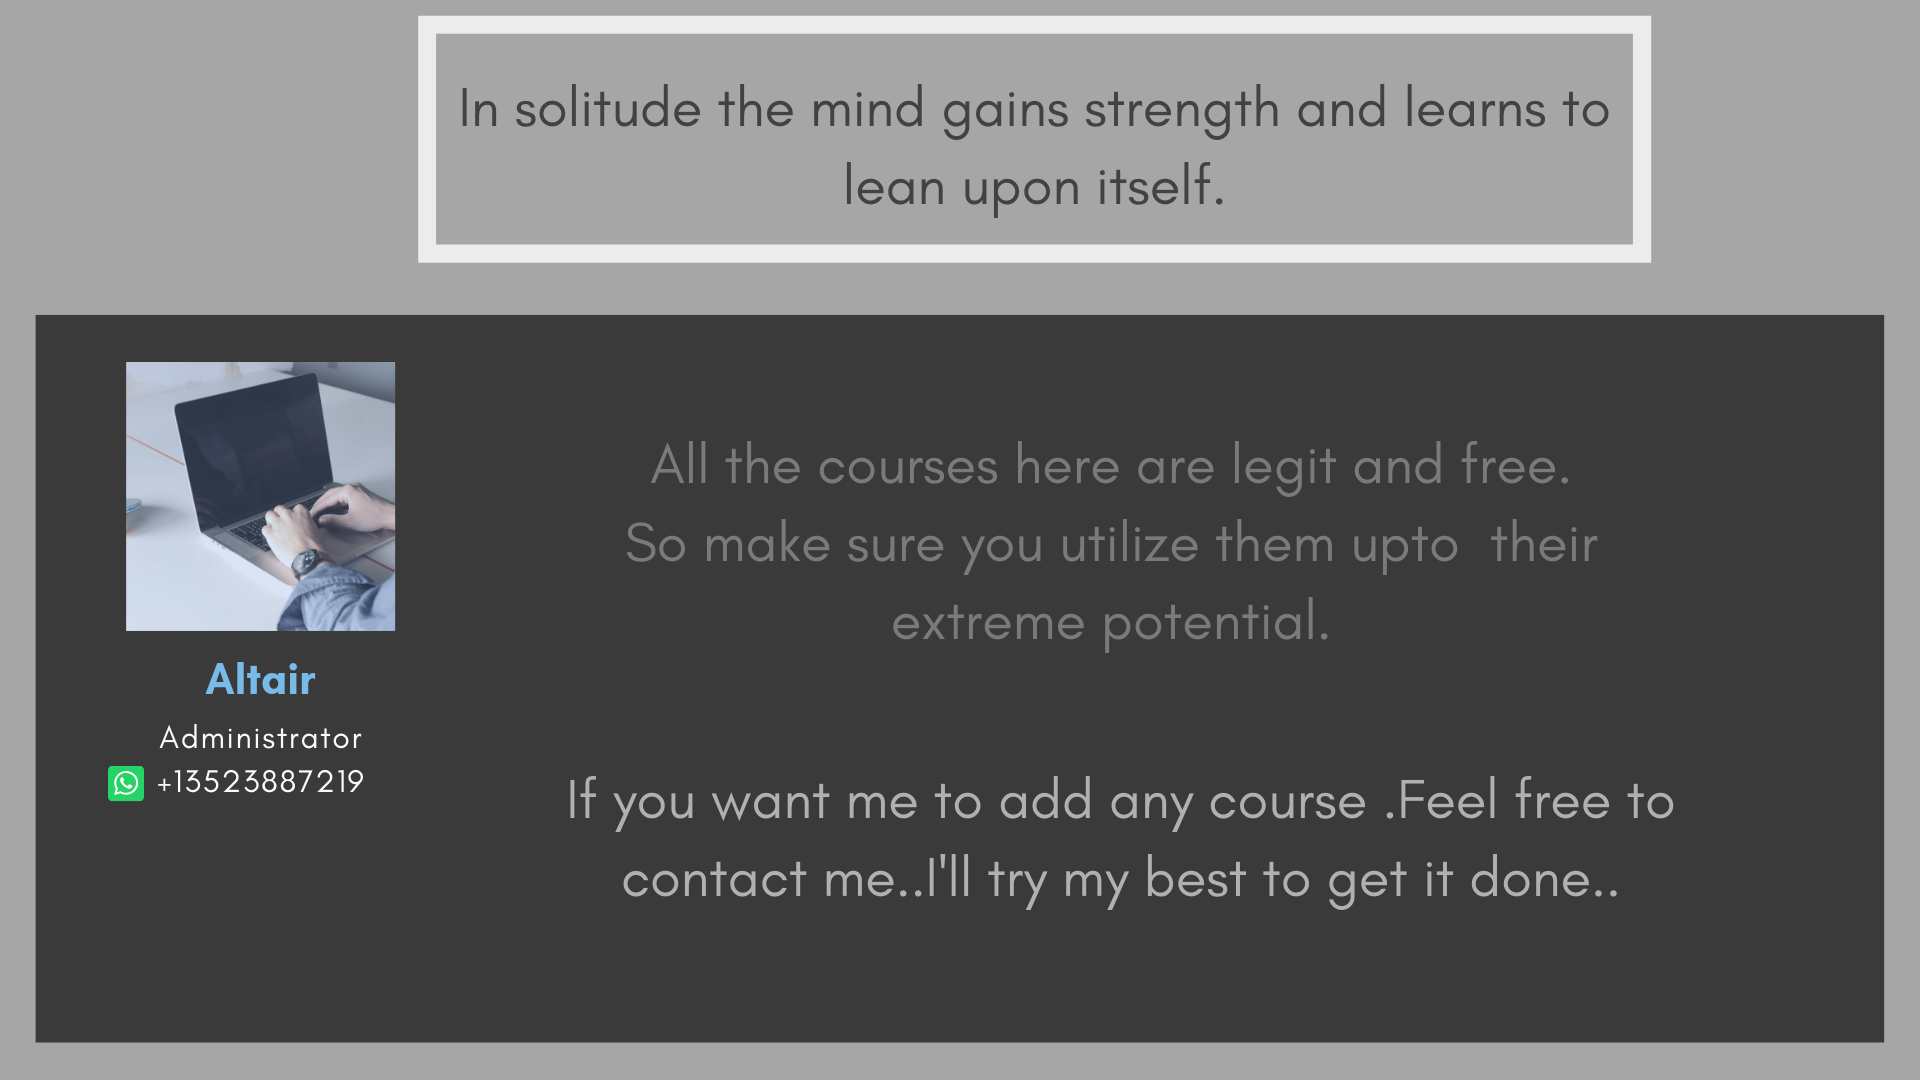 In solitude the mind gains strength and learns to
lean upon itself.
All the courses here are legit and free.
So make sure you utilize them upto  their
extreme potential.
Altair
Administrator
+13523887219
If you want me to add any course .Feel free to
contact me..I'll try my best to get it done..